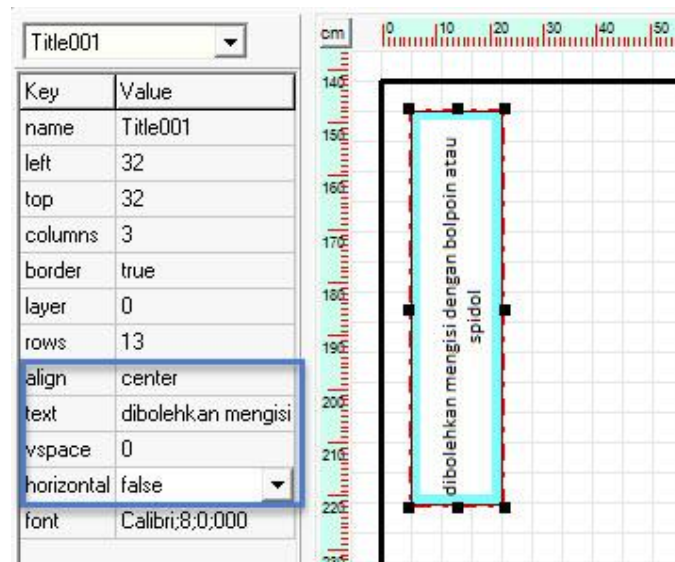 Title001
Key Value
name Title001
left 32
top 32
columns 3
border true
layer 0
rows 13
align center
text dibolehkan mengisi
vspace 0
horizontal false
font Calibri;8;0;000
cm
0 10 20 30 40 50
140
150
160
170
180
190
200
210
220
230
dibolehkan mengisi dengan bolpoin atau
spidol